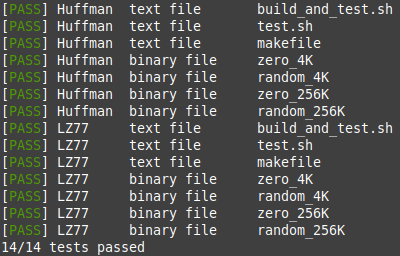 [PASS] Huffman  text file       build_and_test.sh
[PASS] Huffman  text file       test.sh
[PASS] Huffman  text file       makefile
[PASS] Huffman  binary file     zero_4K
[PASS] Huffman  binary file     random_4K
[PASS] Huffman  binary file     zero_256K
[PASS] Huffman  binary file     random_256K
[PASS] LZ77     text file       build_and_test.sh
[PASS] LZ77     text file       test.sh
[PASS] LZ77     text file       makefile
[PASS] LZ77     binary file     zero_4K
[PASS] LZ77     binary file     random_4K
[PASS] LZ77     binary file     zero_256K
[PASS] LZ77     binary file     random_256K
14/14 tests passed